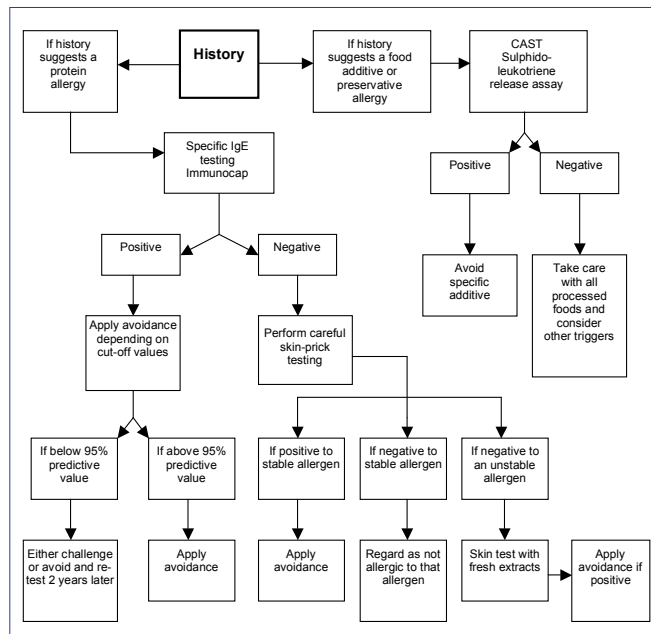 If history
suggests a
protein
allergy
History
If history
suggests a food
additive or
preservative
allergy
CAST
Sulphido-
leukotriene
release assay
Specific IgE
testing
Immunocap
Positive
Negative
Positive
Negative
Avoid
specific
additive
Take care
with all
processed
foods and
consider
other triggers
Apply avoidance
depending on
cut-off values
Perform careful
skin-prick
testing
If below 95%
predictive
value
If above 95%
predictive
value
If positive to
stable allergen
If negative to
stable allergen
If negative to
an unstable
allergen
Either challenge
or avoid and re-
test 2 years later
Apply
avoidance
Apply
avoidance
Regard as not
allergic to that
allergen
Skin test with
fresh extracts
Apply
avoidance if
positive